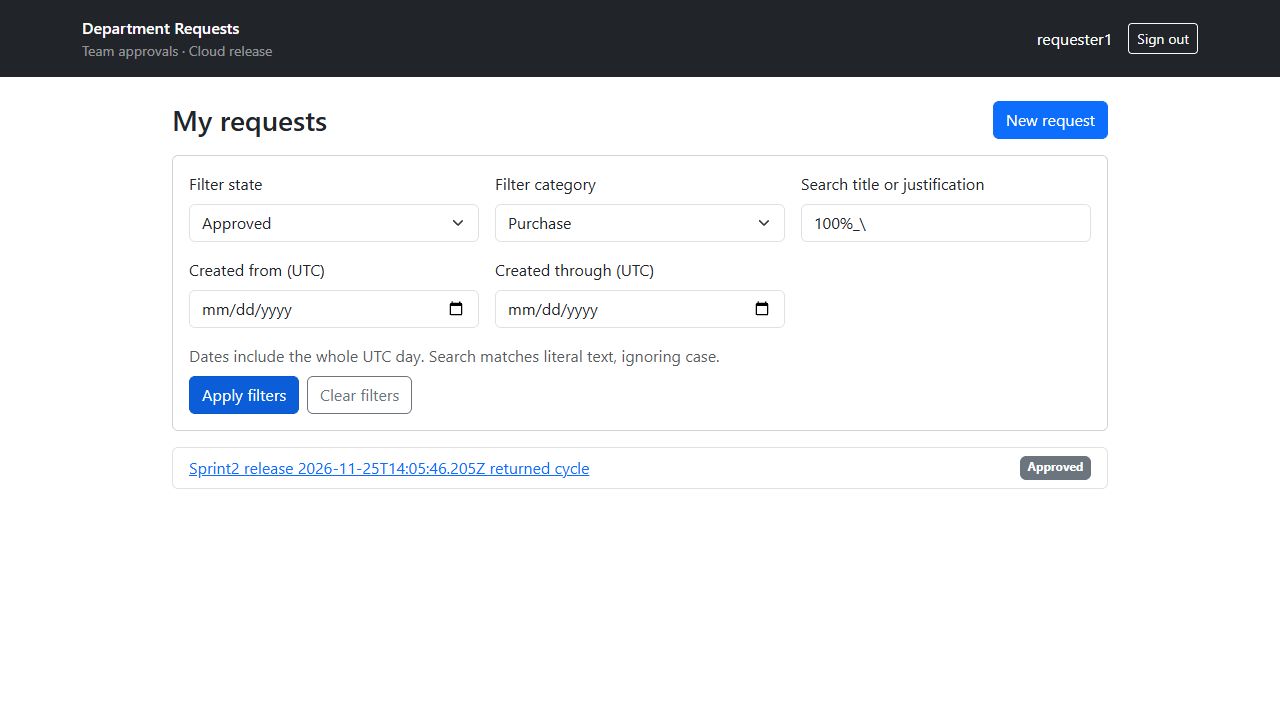 Department Requests
Team approvals · Cloud release
requester1
Sign out
My requests
New request
Filter state
Filter category
Search title or justification
Approved
Purchase
100%_\
Created from (UTC)
Created through (UTC)
mm/dd/yyyy
mm/dd/yyyy
Dates include the whole UTC day. Search matches literal text, ignoring case.
Apply filters
Clear filters
Sprint2 release 2026-11-25T14:05:46.205Z returned cycle
Approved